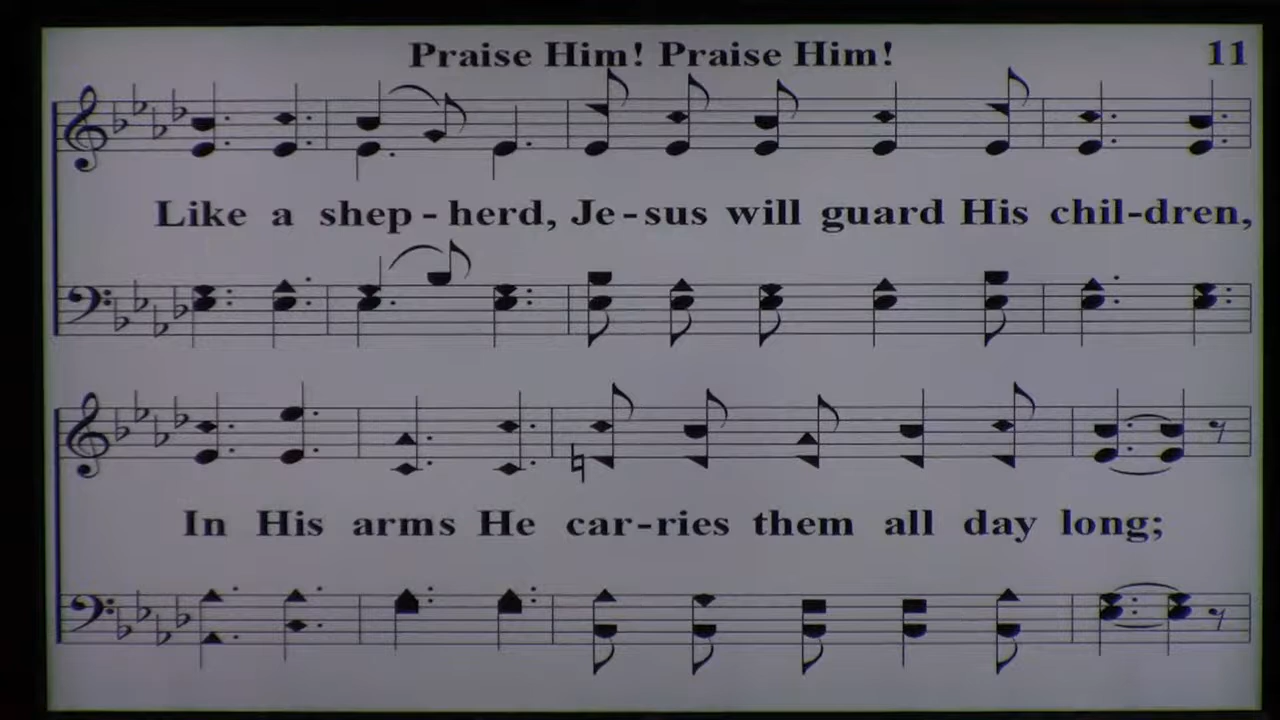 Praise Him! Praise Him! 11
Like a shep-herd, Je-sus will guard His chil-dren,
In His arms He car-ries them all day long;